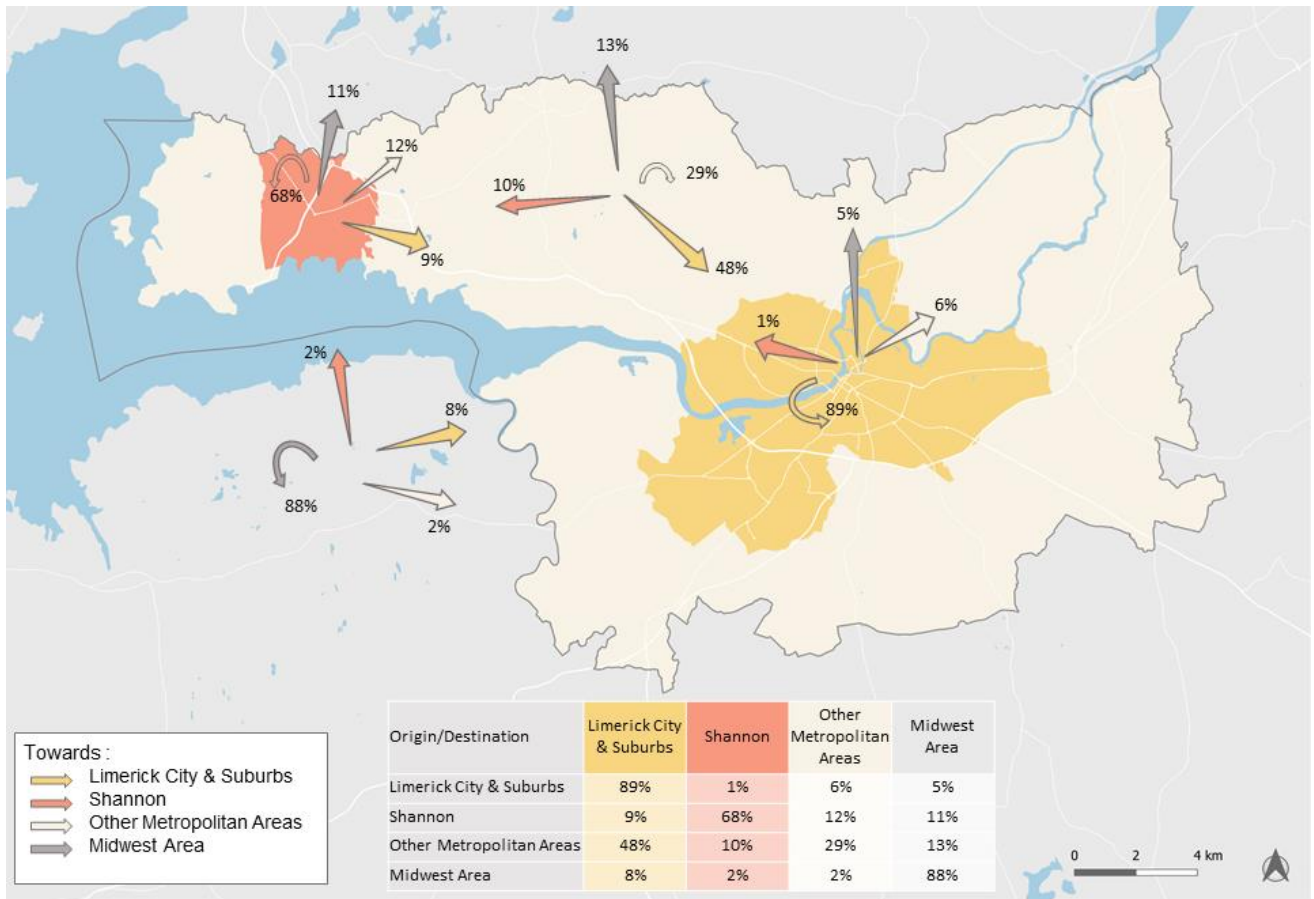 13%
11%
12%
68%
10%
29%
5%
9%
48%
6%
1%
2%
8%
89%
88%
2%
Towards :
Limerick City & Suburbs
Shannon
Other Metropolitan Areas
Midwest Area
Origin/Destination
Limerick City
& Suburbs
Shannon
Other
Metropolitan
Areas
Midwest
Area
Limerick City & Suburbs 89% 1% 6% 5%
Shannon 9% 68% 12% 11%
Other Metropolitan Areas 48% 10% 29% 13%
Midwest Area 8% 2% 2% 88%
0 2 4 km